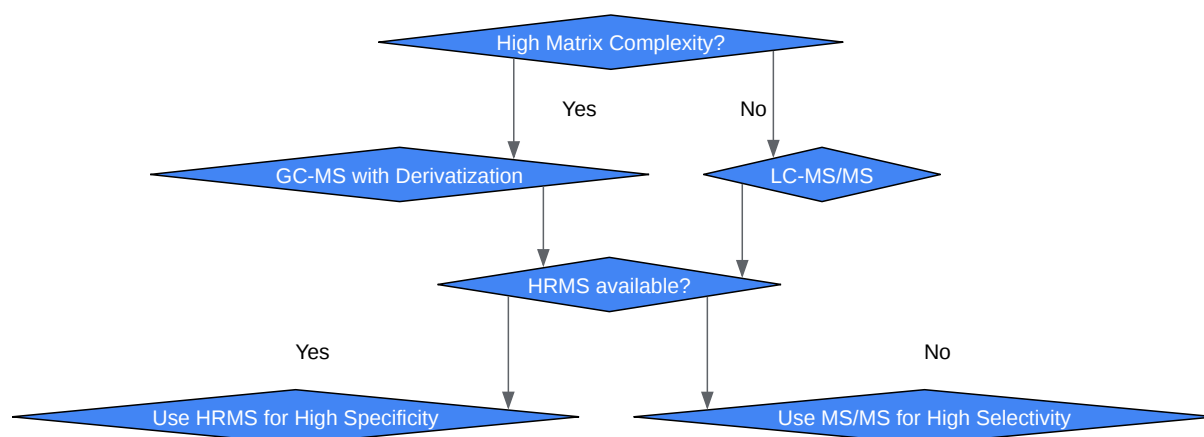 High Matrix Complexity?
Yes
No
GC-MS with Derivatization
LC-MS/MS
HRMS available?
Yes
No
Use HRMS for High Specificity
Use MS/MS for High Selectivity